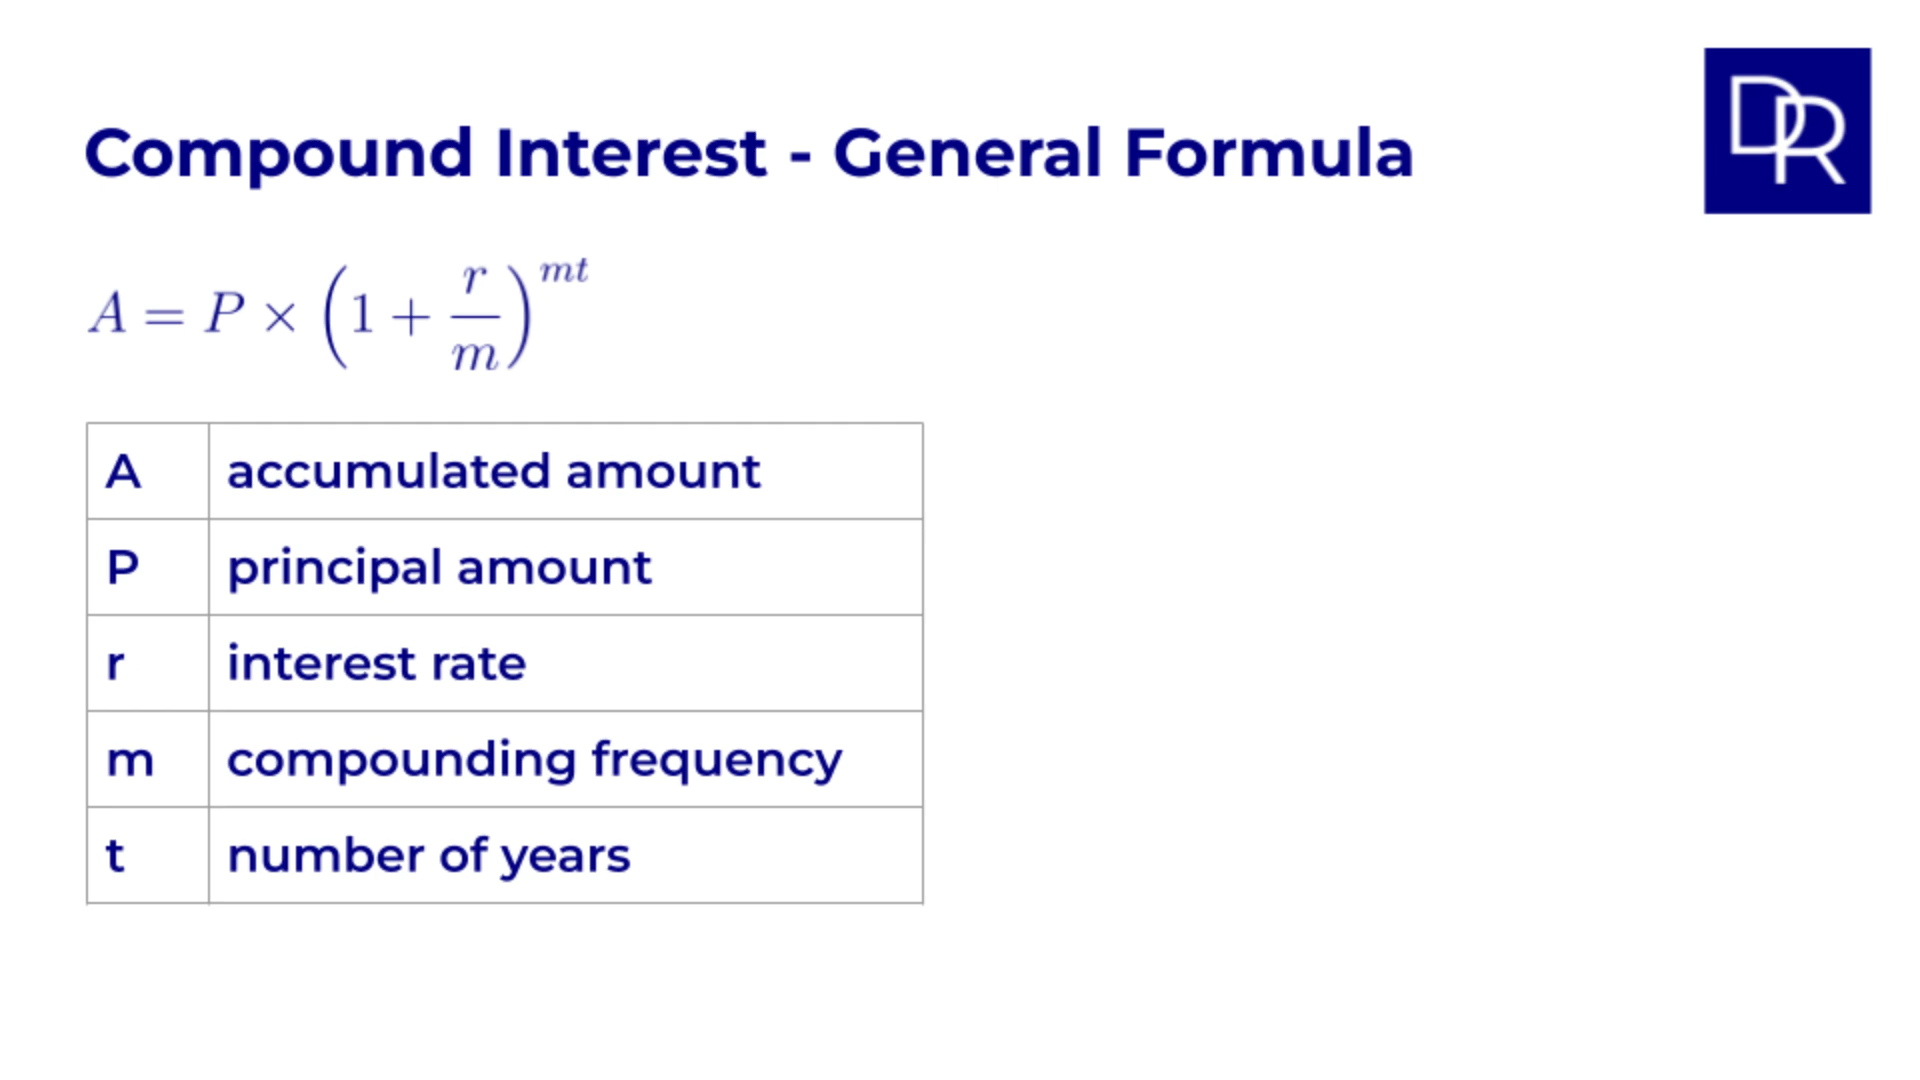 DR
Compound Interest - General Formula
A = P × (1 + r/m)^{mt}
A accumulated amount
P principal amount
r interest rate
m compounding frequency
t number of years